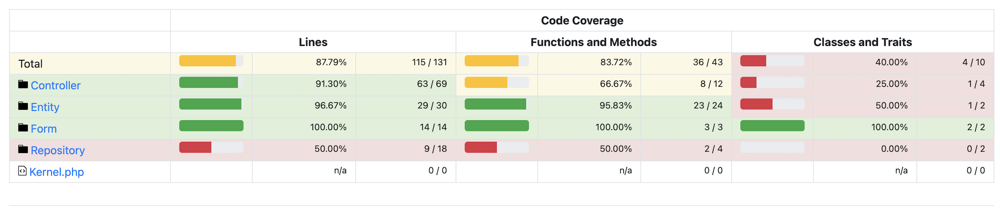 Code Coverage
Lines Functions and Methods Classes and Traits
Total 87.79% 115 / 131 83.72% 36 / 43 40.00% 4 / 10
Controller 91.30% 63 / 69 66.67% 8 / 12 25.00% 1 / 4
Entity 96.67% 29 / 30 95.83% 23 / 24 50.00% 1 / 2
Form 100.00% 14 / 14 100.00% 3 / 3 100.00% 2 / 2
Repository 50.00% 9 / 18 50.00% 2 / 4 0.00% 0 / 2
Kernel.php n/a 0 / 0 n/a 0 / 0 n/a 0 / 0